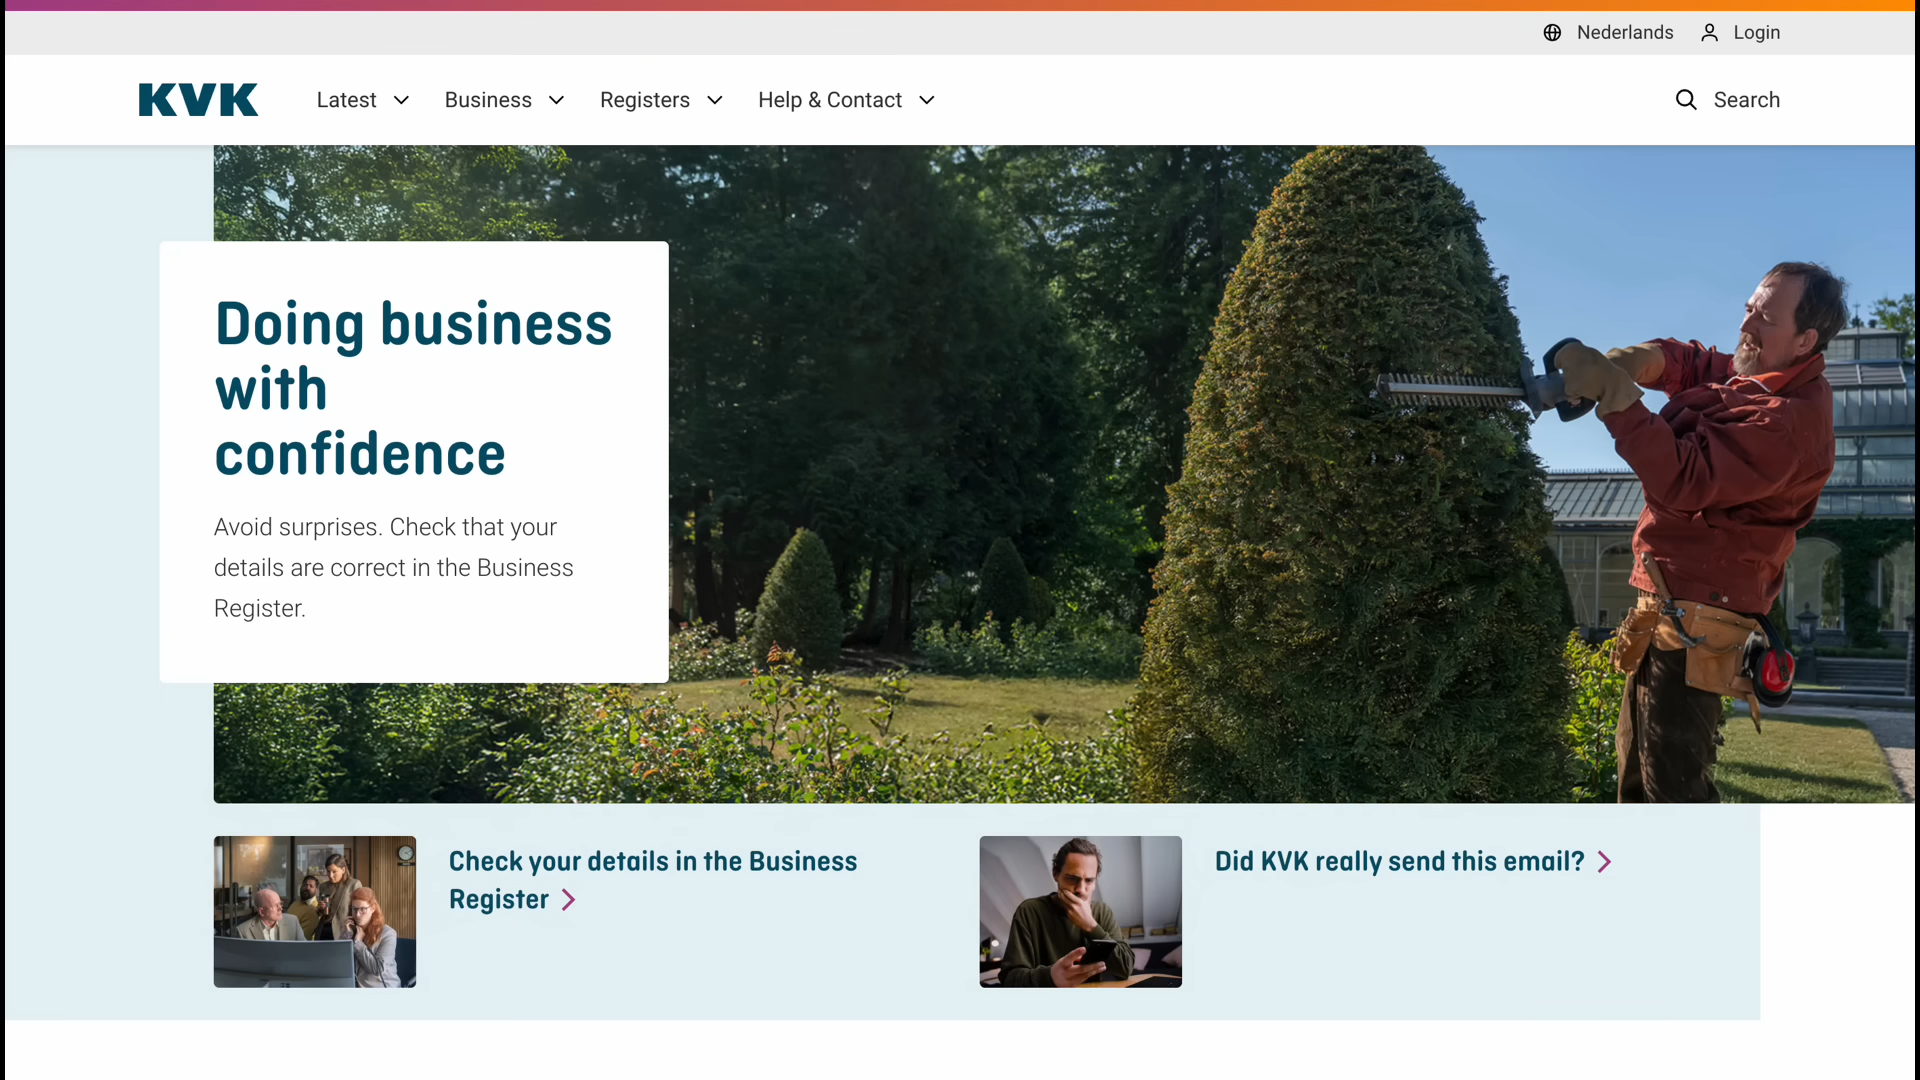 Nederlands
Login
KVK
Latest
Business
Registers
Help & Contact
Search
Doing business
with
confidence
Avoid surprises. Check that your
details are correct in the Business
Register.
Check your details in the Business
Register
Did KVK really send this email?